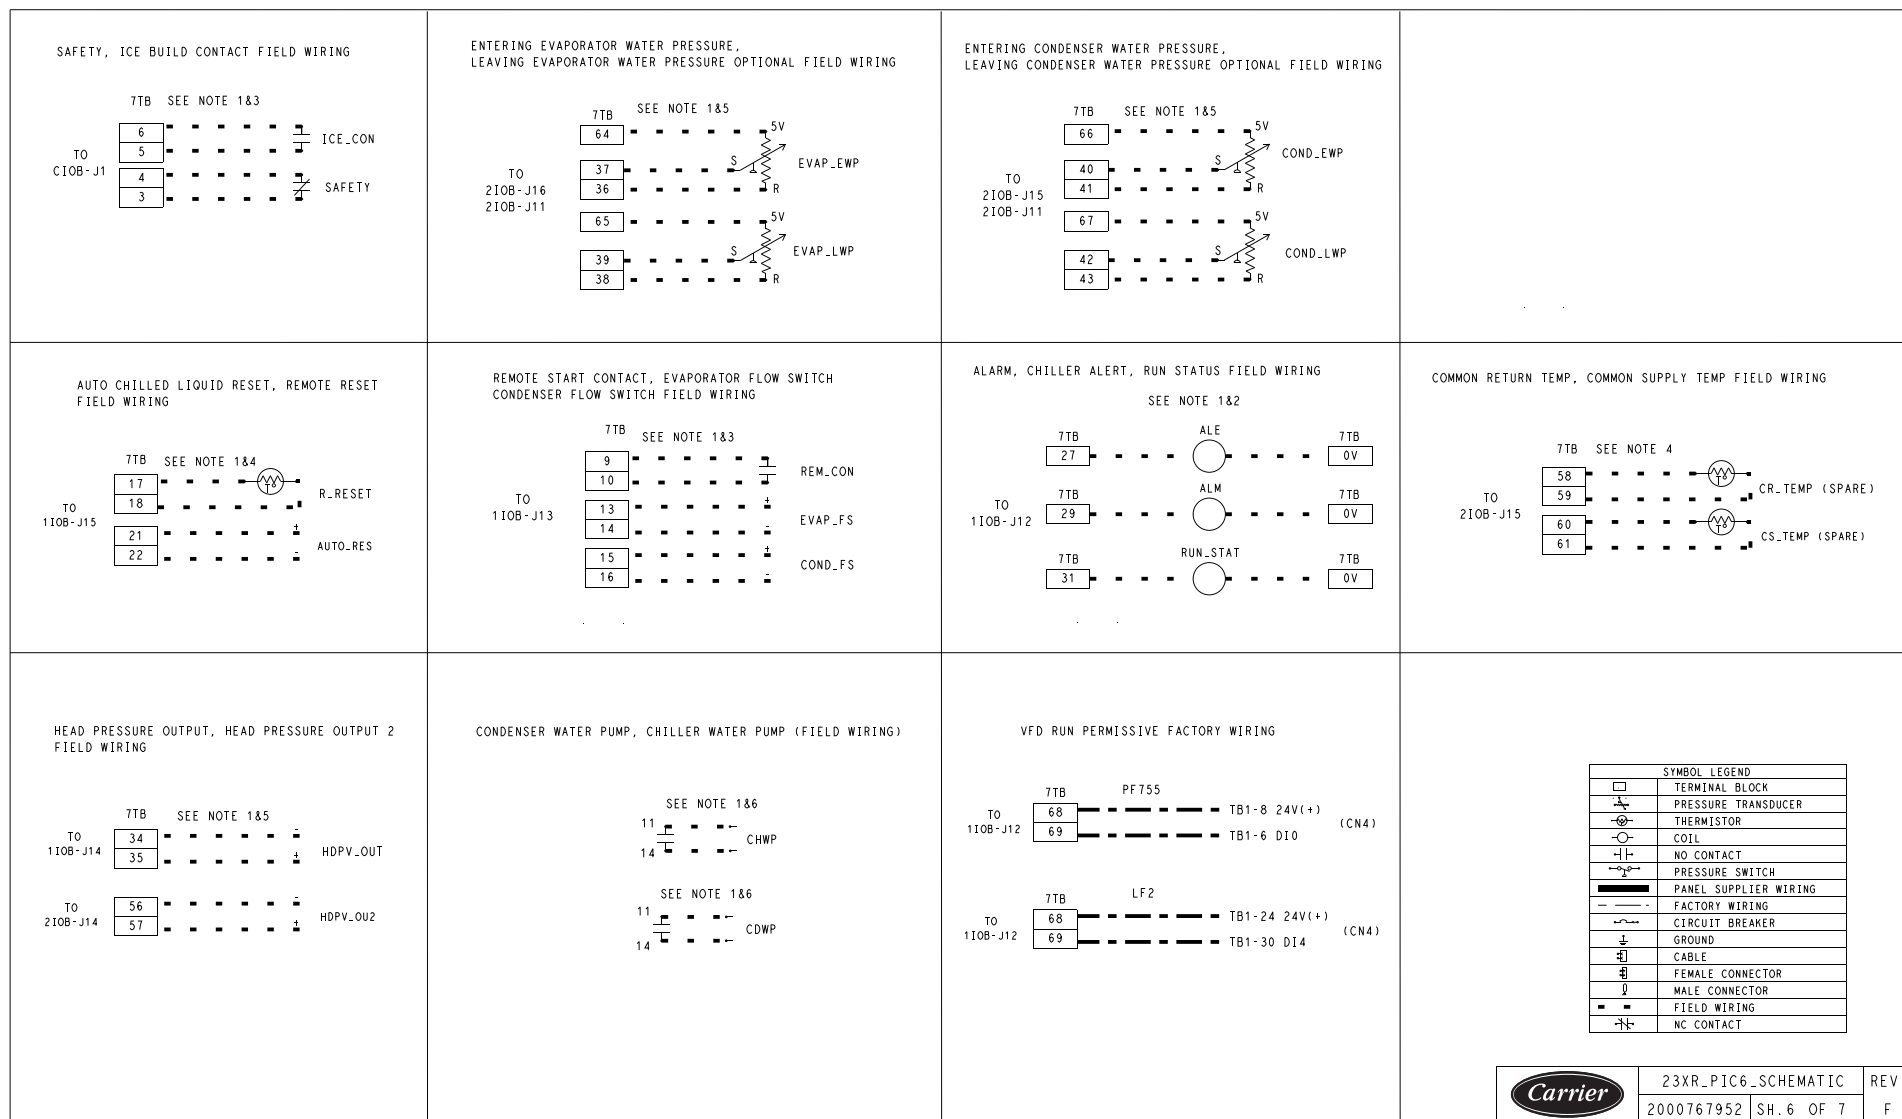 SAFETY, ICE BUILD CONTACT FIELD WIRING
7TB SEE NOTE 1&3
6
5
4
3
TO
CIOB-J1
ICE_CON
SAFETY
ENTERING EVAPORATOR WATER PRESSURE,
LEAVING EVAPORATOR WATER PRESSURE OPTIONAL FIELD WIRING
7TB
SEE NOTE 1&5
64
37
36
65
39
38
TO
2IOB-J16
2IOB-J11
5V
S
R
EVAP_EWP
5V
S
R
EVAP_LWP
ENTERING CONDENSER WATER PRESSURE,
LEAVING CONDENSER WATER PRESSURE OPTIONAL FIELD WIRING
7TB
SEE NOTE 1&5
66
40
41
67
42
43
TO
2IOB-J15
2IOB-J11
5V
S
R
COND_EWP
5V
S
R
COND_LWP
AUTO CHILLED LIQUID RESET, REMOTE RESET
FIELD WIRING
7TB SEE NOTE 1&4
17
18
21
22
TO
1IOB-J15
R_RESET
+
-
AUTO_RES
REMOTE START CONTACT, EVAPORATOR FLOW SWITCH
CONDENSER FLOW SWITCH FIELD WIRING
7TB
SEE NOTE 1&3
9
10
13
14
15
16
TO
1IOB-J13
REM_CON
+
-
EVAP_FS
+
-
COND_FS
ALARM, CHILLER ALERT, RUN STATUS FIELD WIRING
SEE NOTE 1&2
ALE
7TB
27
7TB
0V
TO
1IOB-J12
ALM
7TB
29
7TB
0V
RUN_STAT
7TB
31
7TB
0V
COMMON RETURN TEMP, COMMON SUPPLY TEMP FIELD WIRING
7TB SEE NOTE 4
58
59
60
61
TO
2IOB-J15
CR_TEMP (SPARE)
CS_TEMP (SPARE)
HEAD PRESSURE OUTPUT, HEAD PRESSURE OUTPUT 2
FIELD WIRING
7TB SEE NOTE 1&5
TO
1IOB-J14
34
35
-
+
HDPV_OUT
TO
2IOB-J14
56
57
-
+
HDPV_OU2
CONDENSER WATER PUMP, CHILLER WATER PUMP (FIELD WIRING)
SEE NOTE 1&6
11
14
CHWP
SEE NOTE 1&6
11
14
CDWP
VFD RUN PERMISSIVE FACTORY WIRING
7TB PF755
TO
1IOB-J12
68
69
TB1-8 24V(+)
TB1-6 DI0
(CN4)
7TB LF2
TO
1IOB-J12
68
69
TB1-24 24V(+)
TB1-30 DI4
(CN4)
SYMBOL LEGEND
TERMINAL BLOCK
PRESSURE TRANSDUCER
THERMISTOR
COIL
NO CONTACT
PRESSURE SWITCH
PANEL SUPPLIER WIRING
FACTORY WIRING
CIRCUIT BREAKER
GROUND
CABLE
FEMALE CONNECTOR
MALE CONNECTOR
FIELD WIRING
NC CONTACT
Carrier
23XR_PIC6_SCHEMATIC REV
2000767952 SH.6 OF 7 F